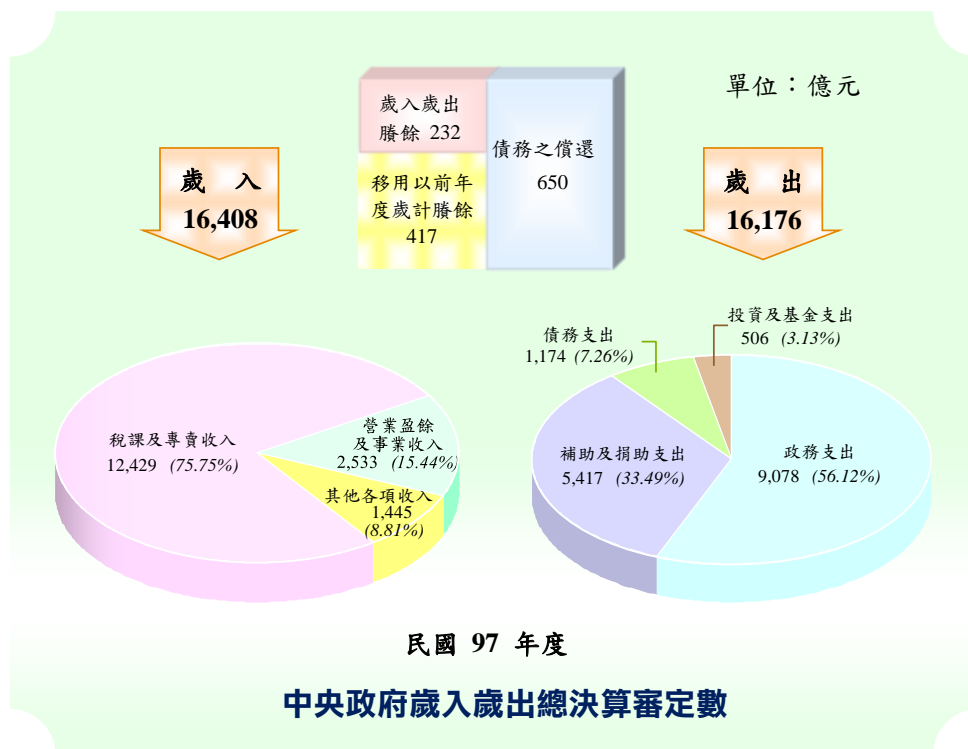 單位：億元
歲入歲出
賸餘 232
債務之償還
650
移用以前年
度歲計賸餘
417
歲 入
16,408
歲 出
16,176
投資及基金支出
506 (3.13%)
債務支出
1,174 (7.26%)
營業盈餘
及事業收入
2,533 (15.44%)
稅課及專賣收入
12,429 (75.75%)
其他各項收入
1,445
(8.81%)
補助及捐助支出
5,417 (33.49%)
政務支出
9,078 (56.12%)
民國 97 年度
中央政府歲入歲出總決算審定數